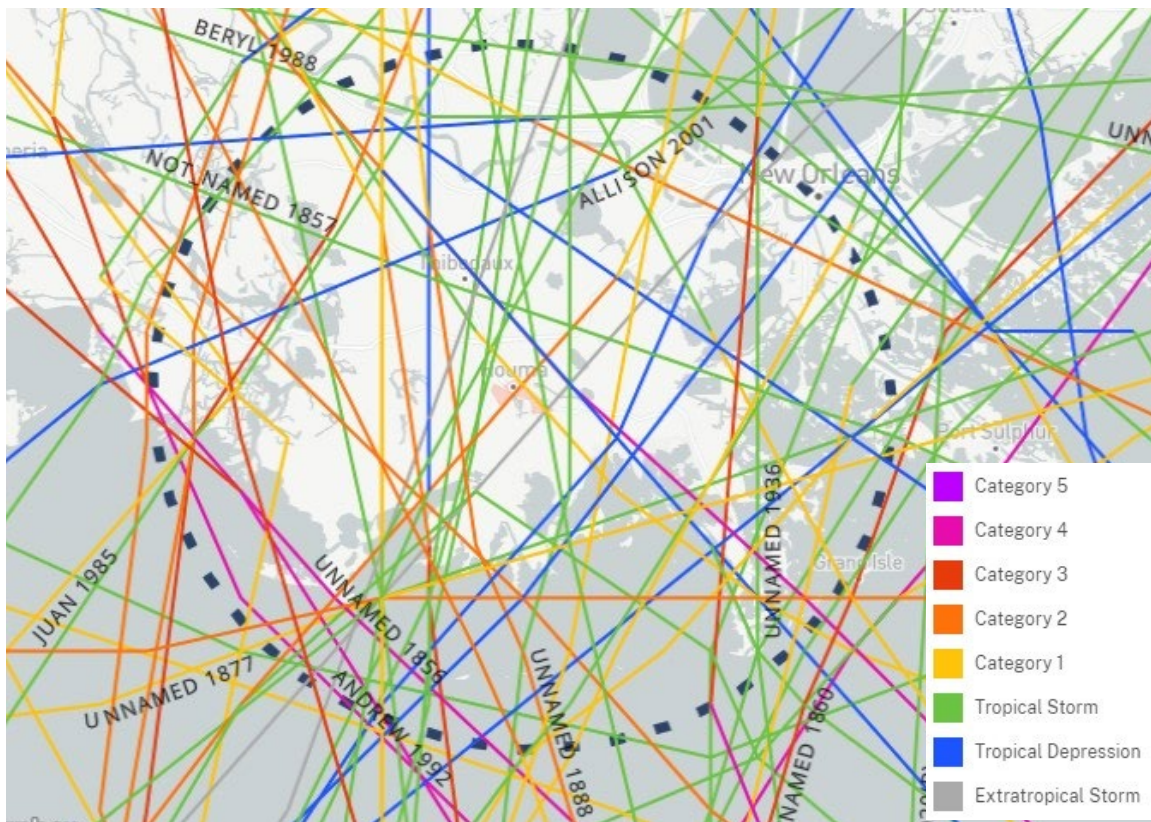 BERYL 1988
NOT_NAMED 1857
ALLISON 2001
New Orleans
Thibodaux
Houma
Port Sulphur
Grand Isle
UNNAMED 1936
JUAN 1985
UNNAMED 1877
UNNAMED 1856
ANDREW 1992
UNNAMED 1888
NAMED 1860
Category 5
Category 4
Category 3
Category 2
Category 1
Tropical Storm
Tropical Depression
Extratropical Storm